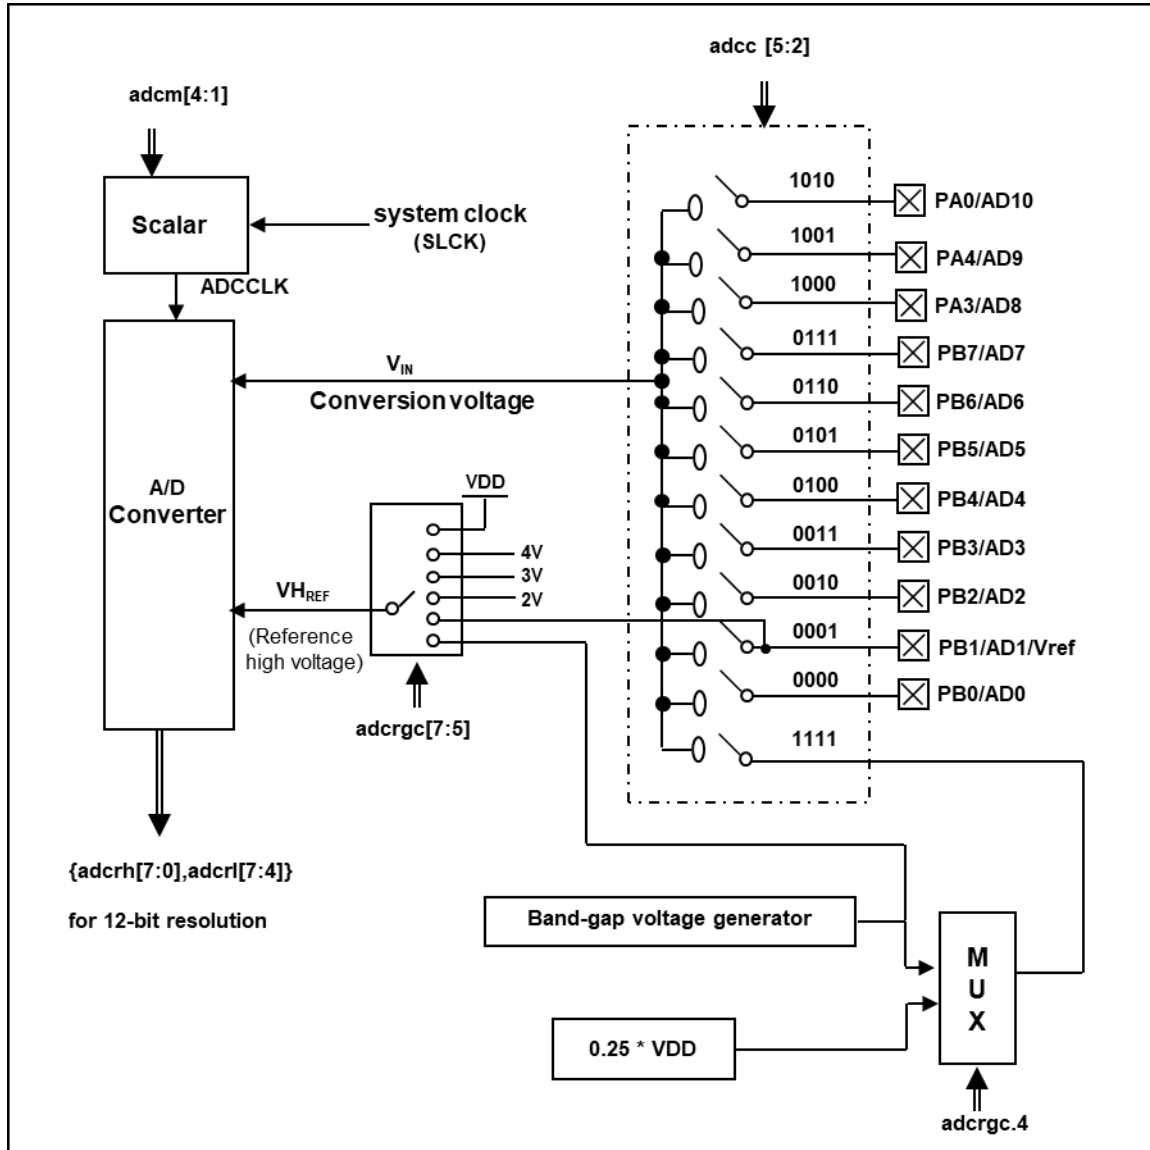 adcc [5:2]
adcm[4:1]
Scalar
system clock
(SLCK)
ADCCLK
1010
PA0/AD10
1001
PA4/AD9
1000
PA3/AD8
0111
PB7/AD7
VIN
Conversion voltage
0110
PB6/AD6
0101
PB5/AD5
0100
PB4/AD4
0011
PB3/AD3
0010
PB2/AD2
0001
PB1/AD1/Vref
0000
PB0/AD0
1111
A/D
Converter
VDD
4V
3V
2V
VHREF
(Reference
high voltage)
adcrgc[7:5]
{adcrh[7:0],adcrl[7:4]}
for 12-bit resolution
Band-gap voltage generator
0.25 * VDD
M
U
X
adcrgc.4